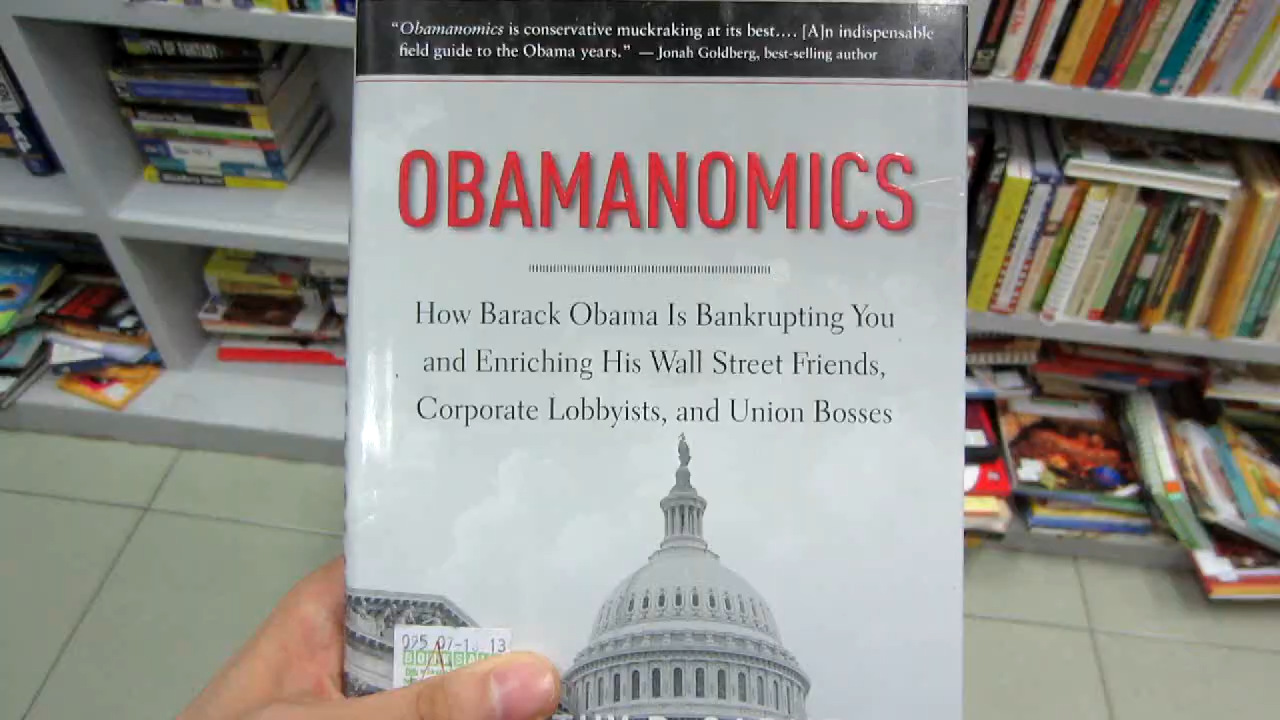 “Obamanomics is conservative muckraking at its best.... [A]n indispensable
field guide to the Obama years.” — Jonah Goldberg, best-selling author
OBAMANOMICS
How Barack Obama Is Bankrupting You
and Enriching His Wall Street Friends,
Corporate Lobbyists, and Union Bosses